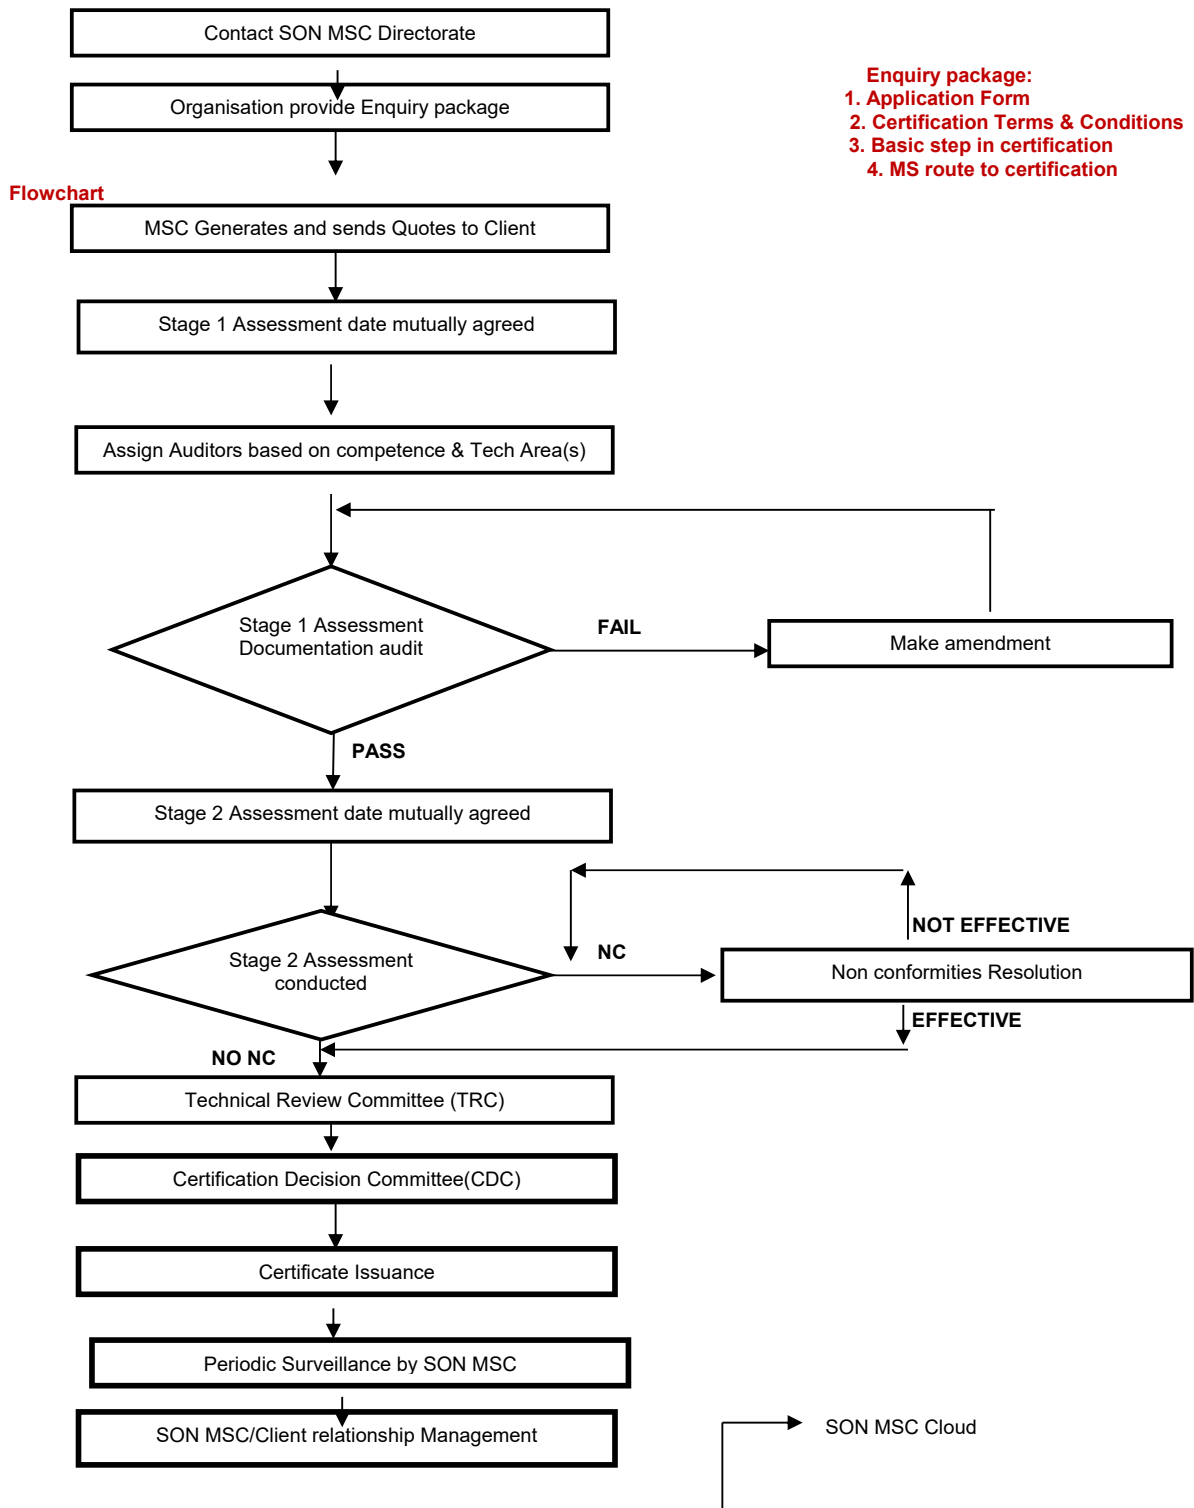 Contact SON MSC Directorate
Enquiry package:
1. Application Form
2. Certification Terms & Conditions
3. Basic step in certification
4. MS route to certification
Organisation provide Enquiry package
Flowchart
MSC Generates and sends Quotes to Client
Stage 1 Assessment date mutually agreed
Assign Auditors based on competence & Tech Area(s)
Stage 1 Assessment
Documentation audit
FAIL
Make amendment
PASS
Stage 2 Assessment date mutually agreed
NOT EFFECTIVE
Stage 2 Assessment
conducted
NC
Non conformities Resolution
EFFECTIVE
NO NC
Technical Review Committee (TRC)
Certification Decision Committee(CDC)
Certificate Issuance
Periodic Surveillance by SON MSC
SON MSC/Client relationship Management
SON MSC Cloud